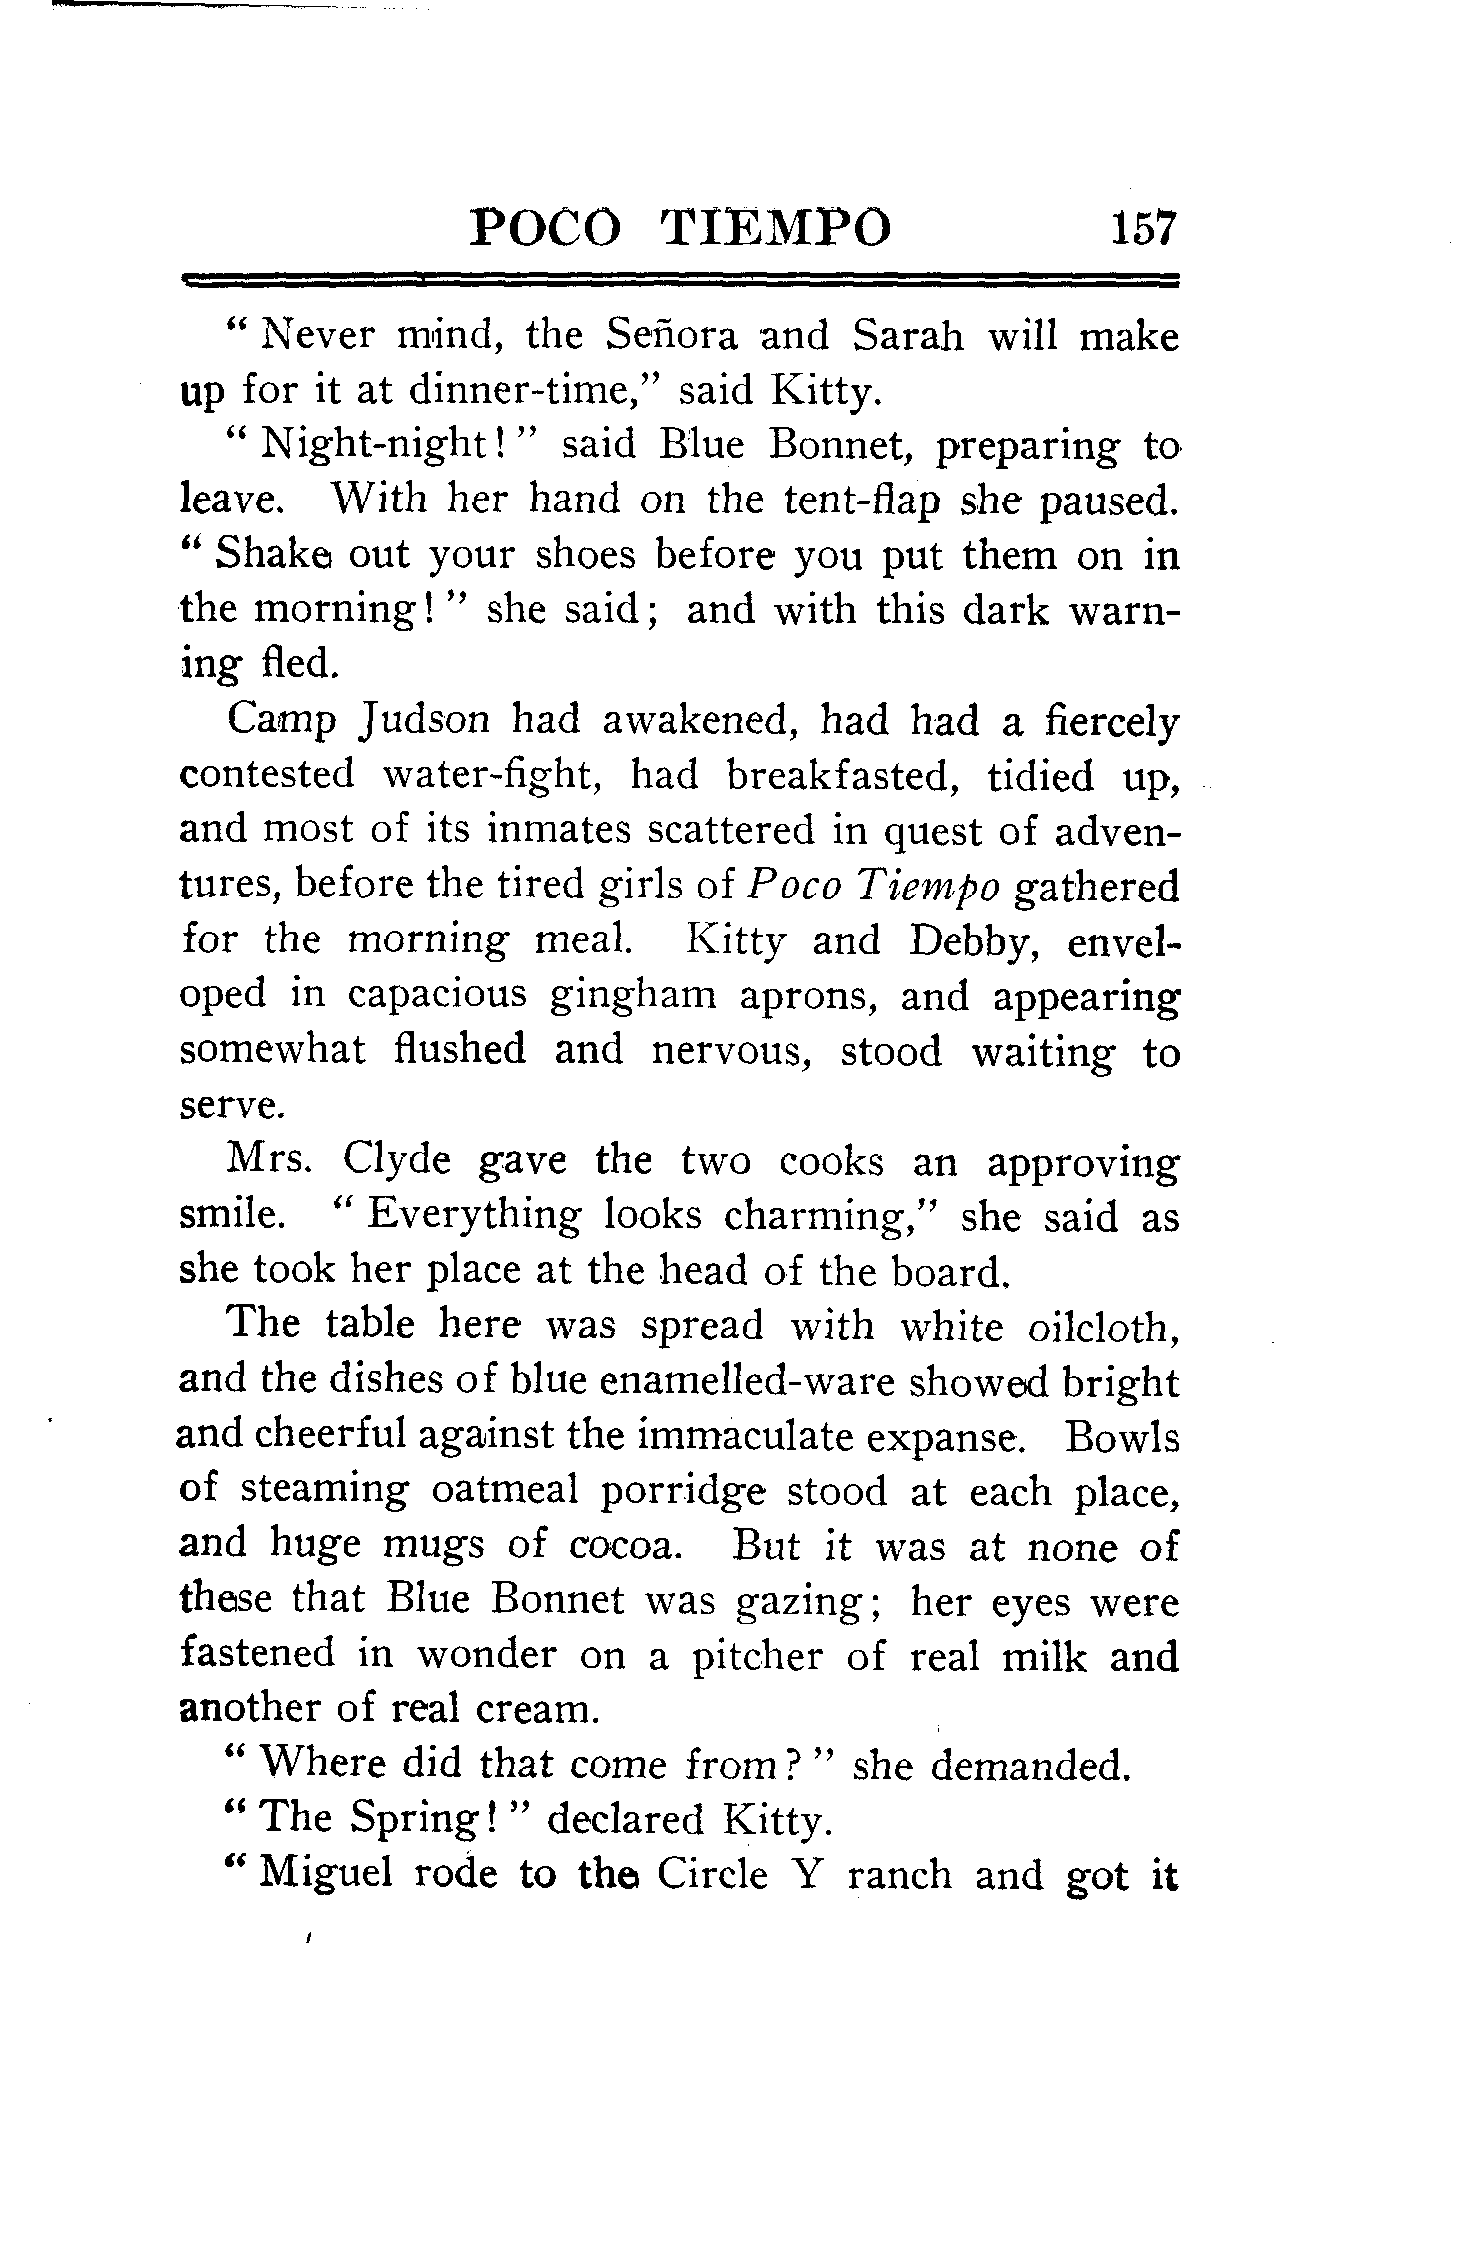 POCO TIEMPO 157
" Never mind, the Señora and Sarah will make
up for it at dinner-time," said Kitty.
" Night-night! " said Blue Bonnet, preparing to
leave. With her hand on the tent-flap she paused.
" Shake out your shoes before you put them on in
the morning! " she said; and with this dark warn-
ing fled.
Camp Judson had awakened, had had a fiercely
contested water-fight, had breakfasted, tidied up,
and most of its inmates scattered in quest of adven-
tures, before the tired girls of Poco Tiempo gathered
for the morning meal. Kitty and Debby, envel-
oped in capacious gingham aprons, and appearing
somewhat flushed and nervous, stood waiting to
serve.
Mrs. Clyde gave the two cooks an approving
smile. " Everything looks charming," she said as
she took her place at the head of the board.
The table here was spread with white oilcloth,
and the dishes of blue enamelled-ware showed bright
and cheerful against the immaculate expanse. Bowls
of steaming oatmeal porridge stood at each place,
and huge mugs of cocoa. But it was at none of
these that Blue Bonnet was gazing; her eyes were
fastened in wonder on a pitcher of real milk and
another of real cream.
" Where did that come from? " she demanded.
" The Spring! " declared Kitty.
" Miguel rode to the Circle Y ranch and got it